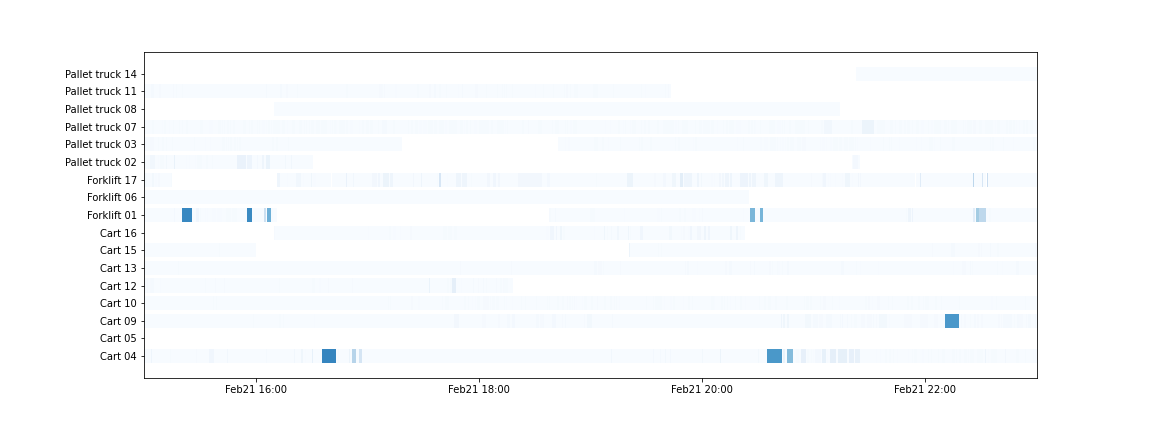 Pallet truck 14
Pallet truck 11
Pallet truck 08
Pallet truck 07
Pallet truck 03
Pallet truck 02
Forklift 17
Forklift 06
Forklift 01
Cart 16
Cart 15
Cart 13
Cart 12
Cart 10
Cart 09
Cart 05
Cart 04
Feb21 16:00 Feb21 18:00 Feb21 20:00 Feb21 22:00